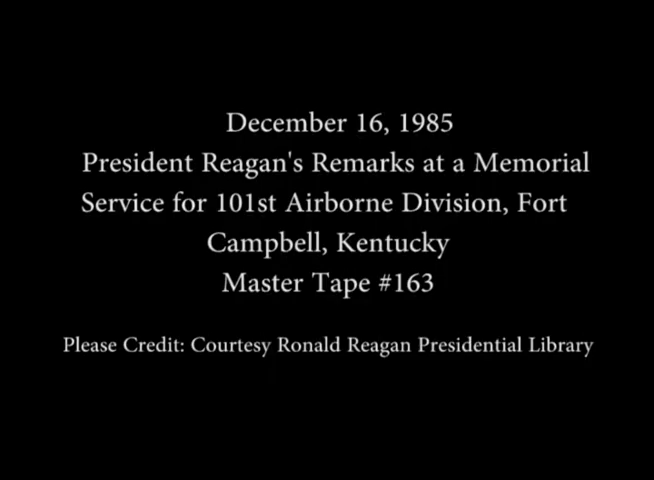 December 16, 1985
President Reagan's Remarks at a Memorial
Service for 101st Airborne Division, Fort
Campbell, Kentucky
Master Tape #163
Please Credit: Courtesy Ronald Reagan Presidential Library